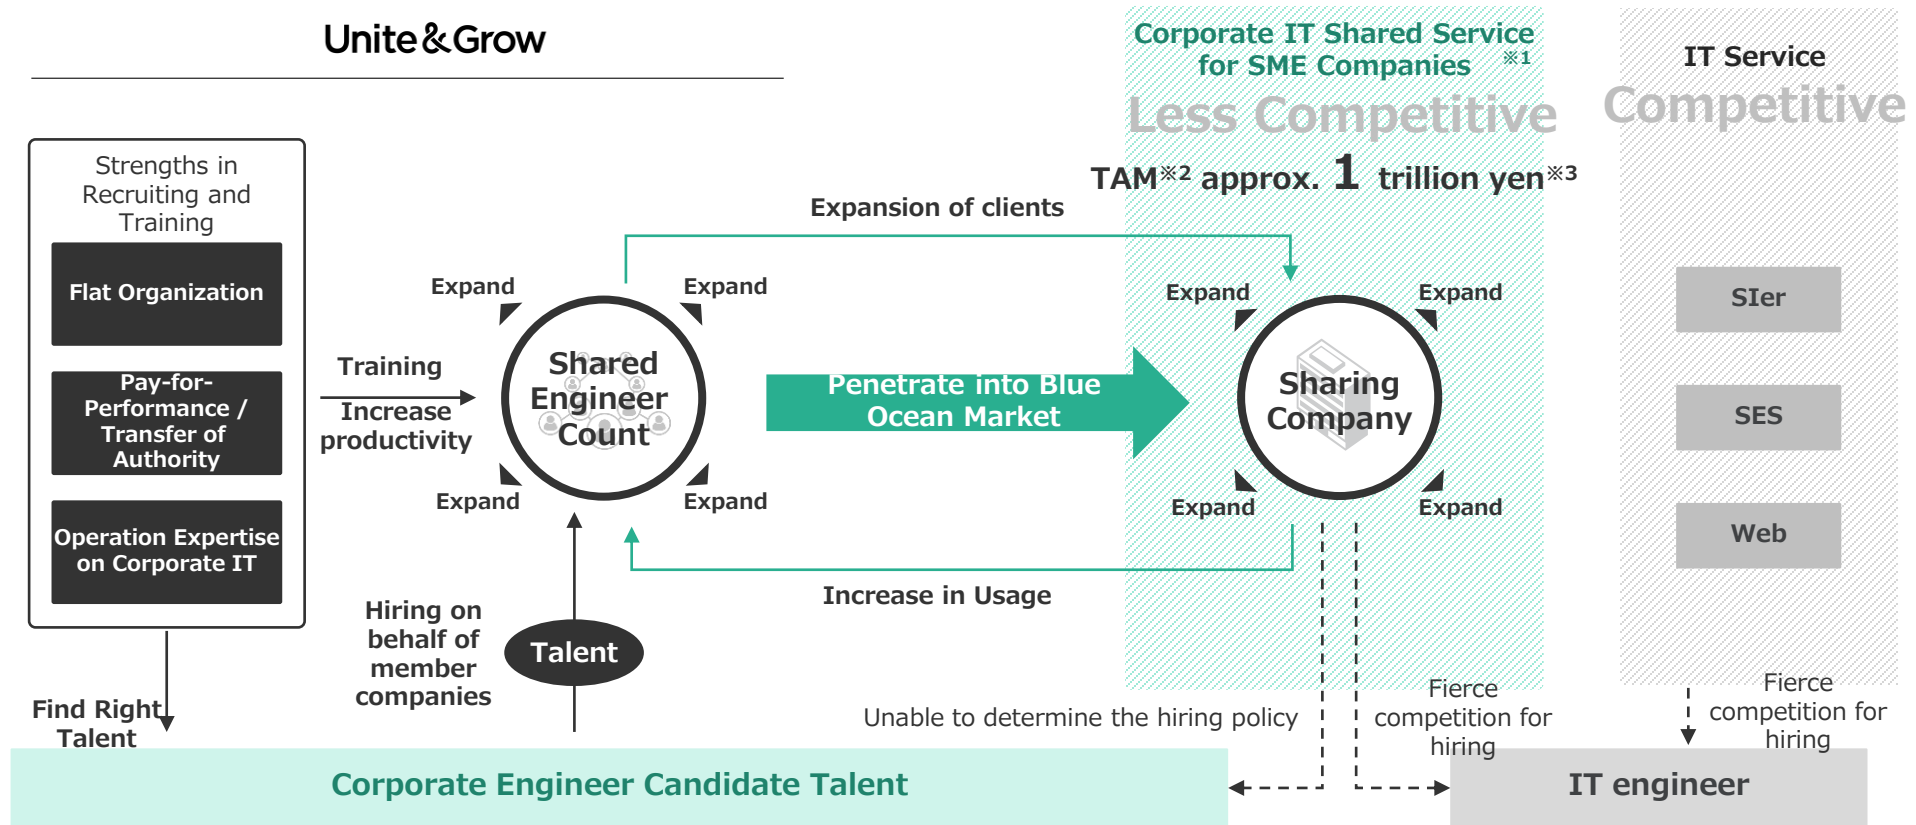 Unite&Grow
Corporate IT Shared Service
for SME Companies ※1
Less Competitive
TAM※2 approx. 1 trillion yen※3
IT Service
Competitive
Strengths in
Recruiting and
Training
Flat Organization
Pay-for-
Performance /
Transfer of
Authority
Operation Expertise
on Corporate IT
Training
Increase
productivity
Expansion of clients
Expand
Expand
Shared
Engineer
Count
Expand
Expand
Penetrate into Blue
Ocean Market
Expand
Expand
Sharing
Company
Expand
Expand
Increase in Usage
SIer
SES
Web
Hiring on
behalf of
member
companies
Talent
Find Right
Talent
Unable to determine the hiring policy
Fierce
competition for
hiring
Fierce
competition for
hiring
Corporate Engineer Candidate Talent
IT engineer